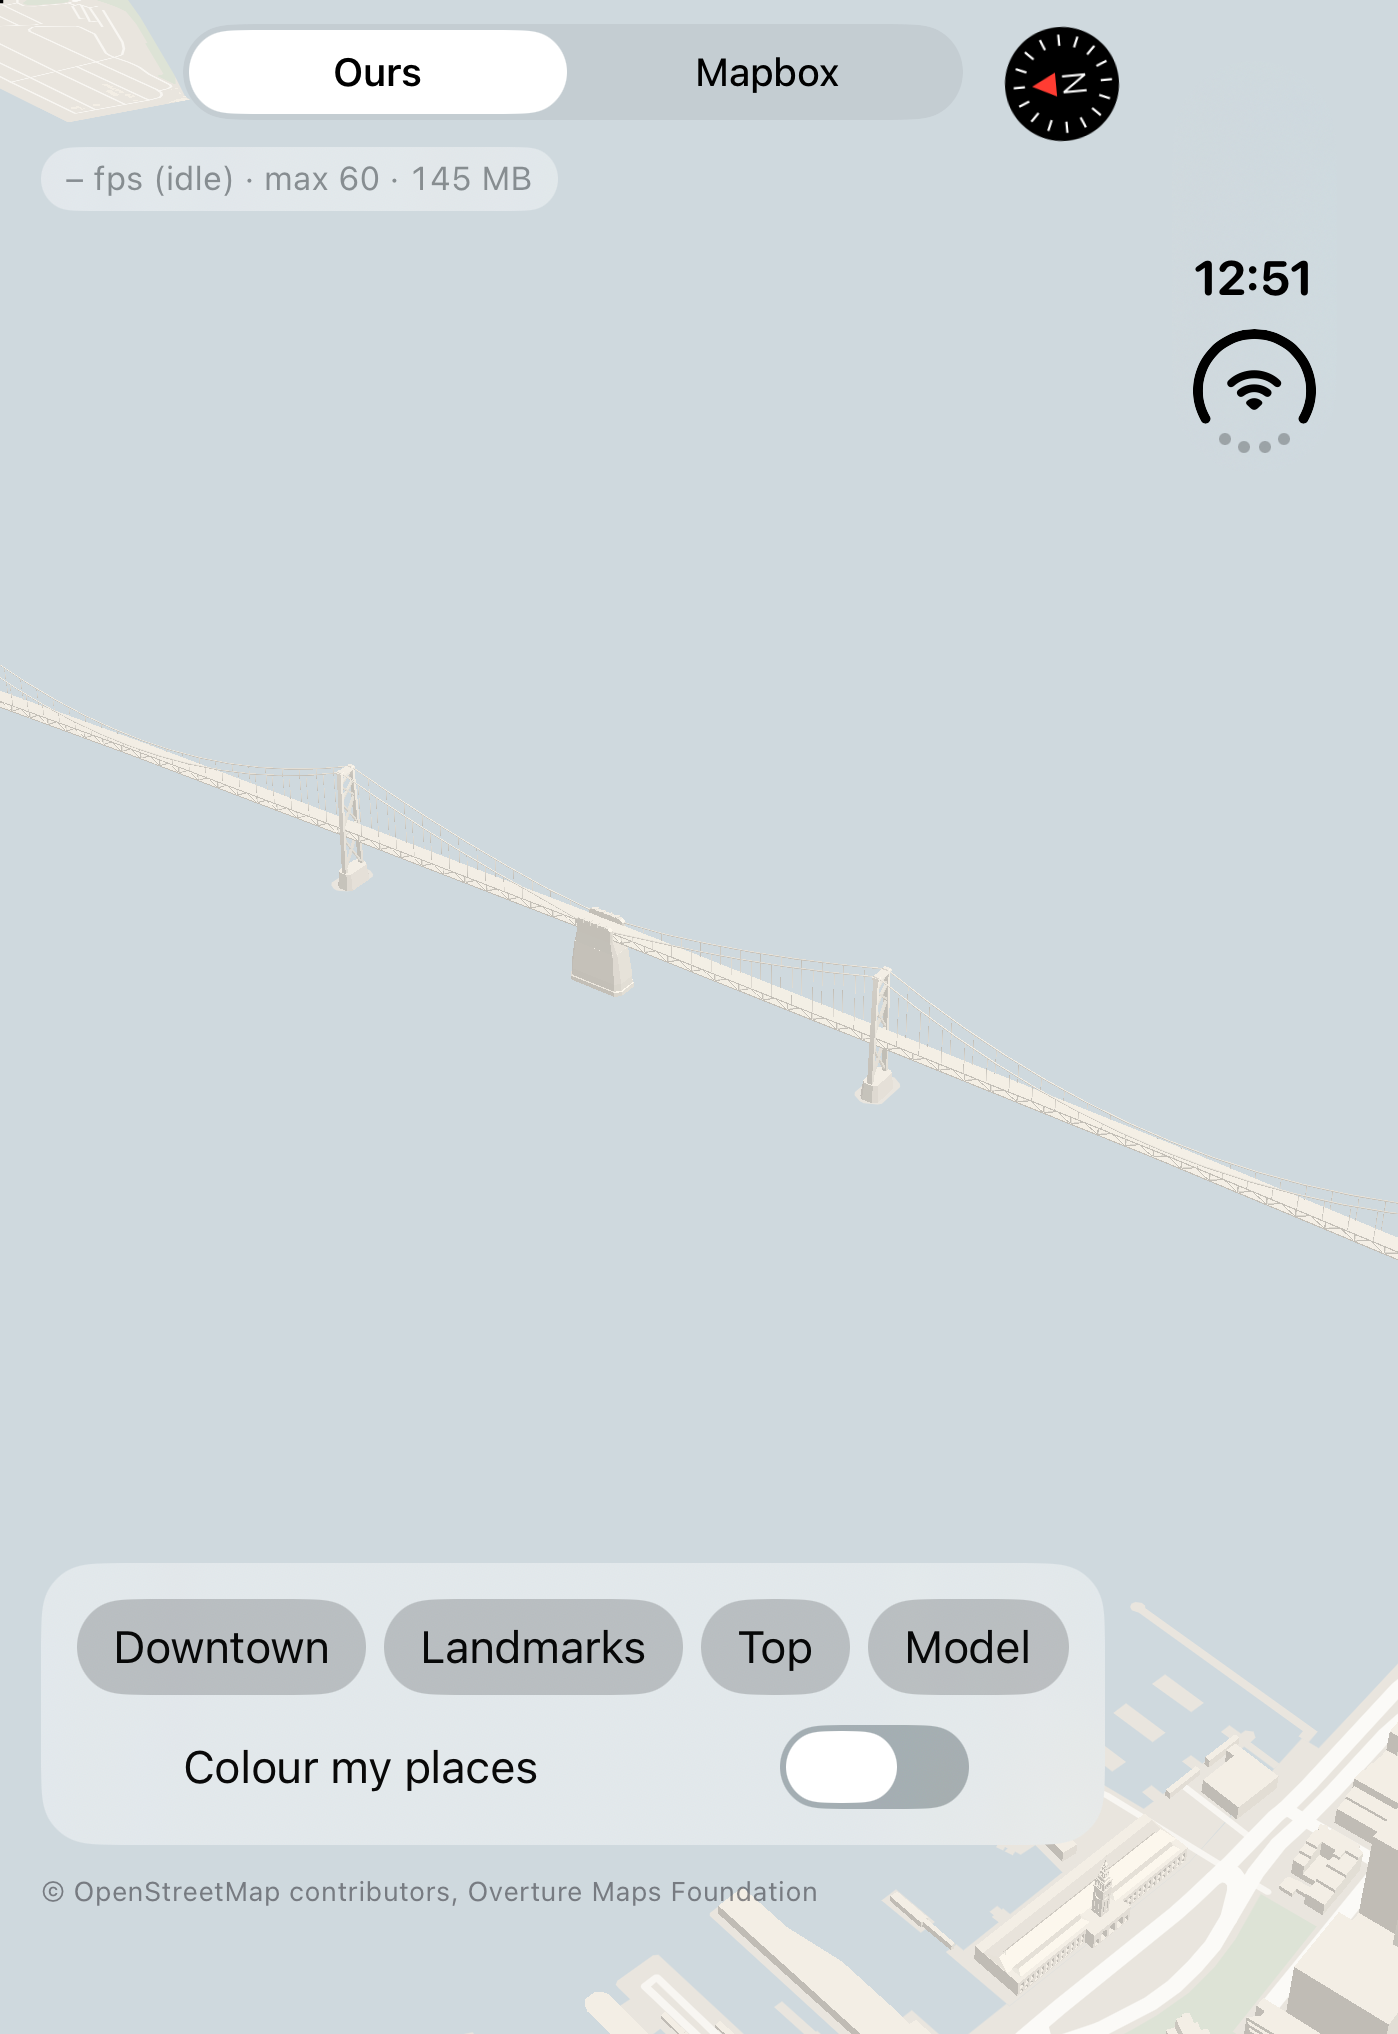 Ours
Mapbox
N
– fps (idle) · max 60 · 145 MB
12:51
Downtown
Landmarks
Top
Model
Colour my places
© OpenStreetMap contributors, Overture Maps Foundation